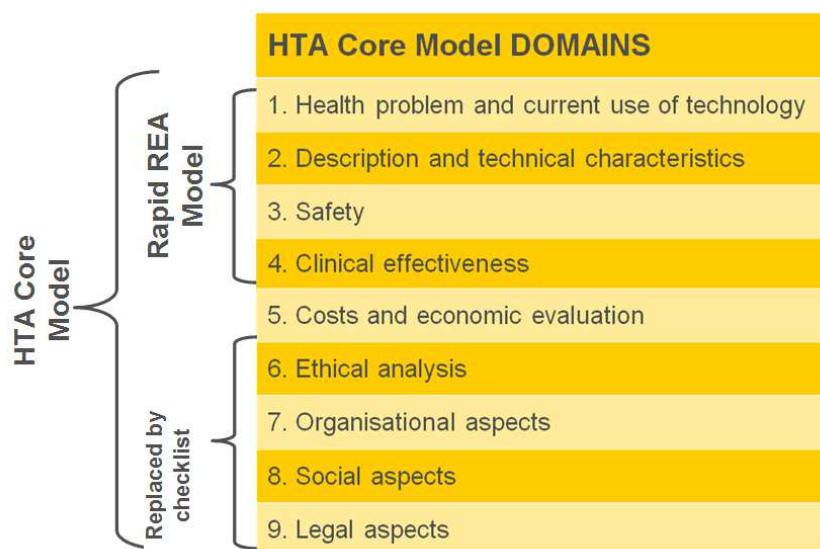 HTA Core Model DOMAINS
1. Health problem and current use of technology
2. Description and technical characteristics
3. Safety
4. Clinical effectiveness
5. Costs and economic evaluation
6. Ethical analysis
7. Organisational aspects
8. Social aspects
9. Legal aspects
HTA Core
Model
Rapid REA
Model
Replaced by
checklist